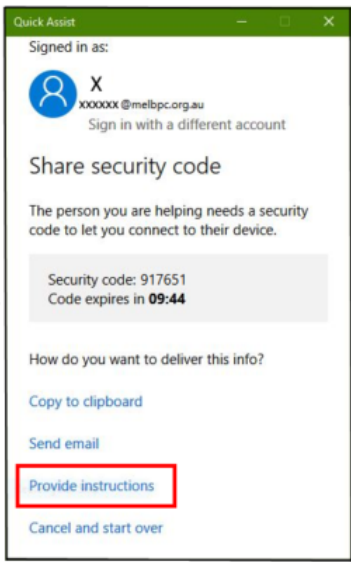 Quick Assist
Signed in as:
X
xxxxxx @melbpc.org.au
Sign in with a different account
Share security code
The person you are helping needs a security
code to let you connect to their device.
Security code: 917651
Code expires in 09:44
How do you want to deliver this info?
Copy to clipboard
Send email
Provide instructions
Cancel and start over